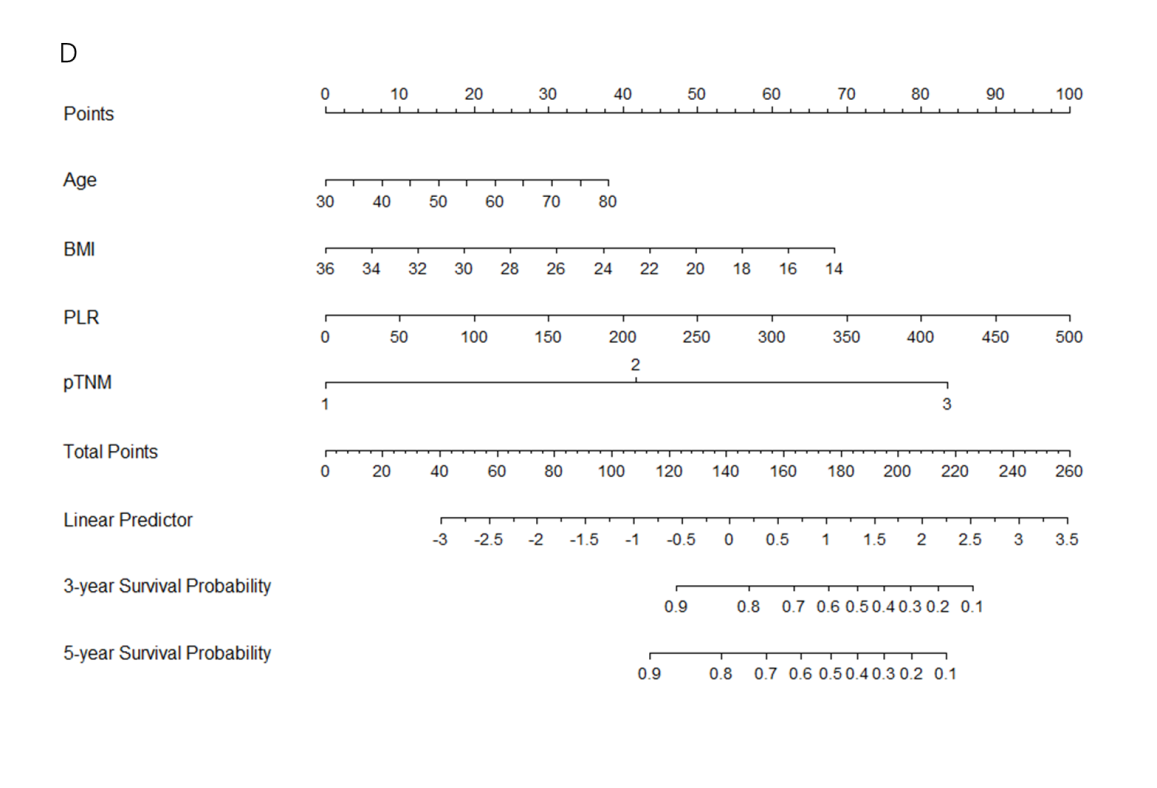 D
0 10 20 30 40 50 60 70 80 90 100
Points
Age
30 40 50 60 70 80
BMI
36 34 32 30 28 26 24 22 20 18 16 14
PLR
0 50 100 150 200 250 300 350 400 450 500
2
pTNM
1 3
Total Points
0 20 40 60 80 100 120 140 160 180 200 220 240 260
Linear Predictor
-3 -2.5 -2 -1.5 -1 -0.5 0 0.5 1 1.5 2 2.5 3 3.5
3-year Survival Probability
0.9 0.8 0.7 0.6 0.5 0.4 0.3 0.2 0.1
5-year Survival Probability
0.9 0.8 0.7 0.6 0.5 0.4 0.3 0.2 0.1